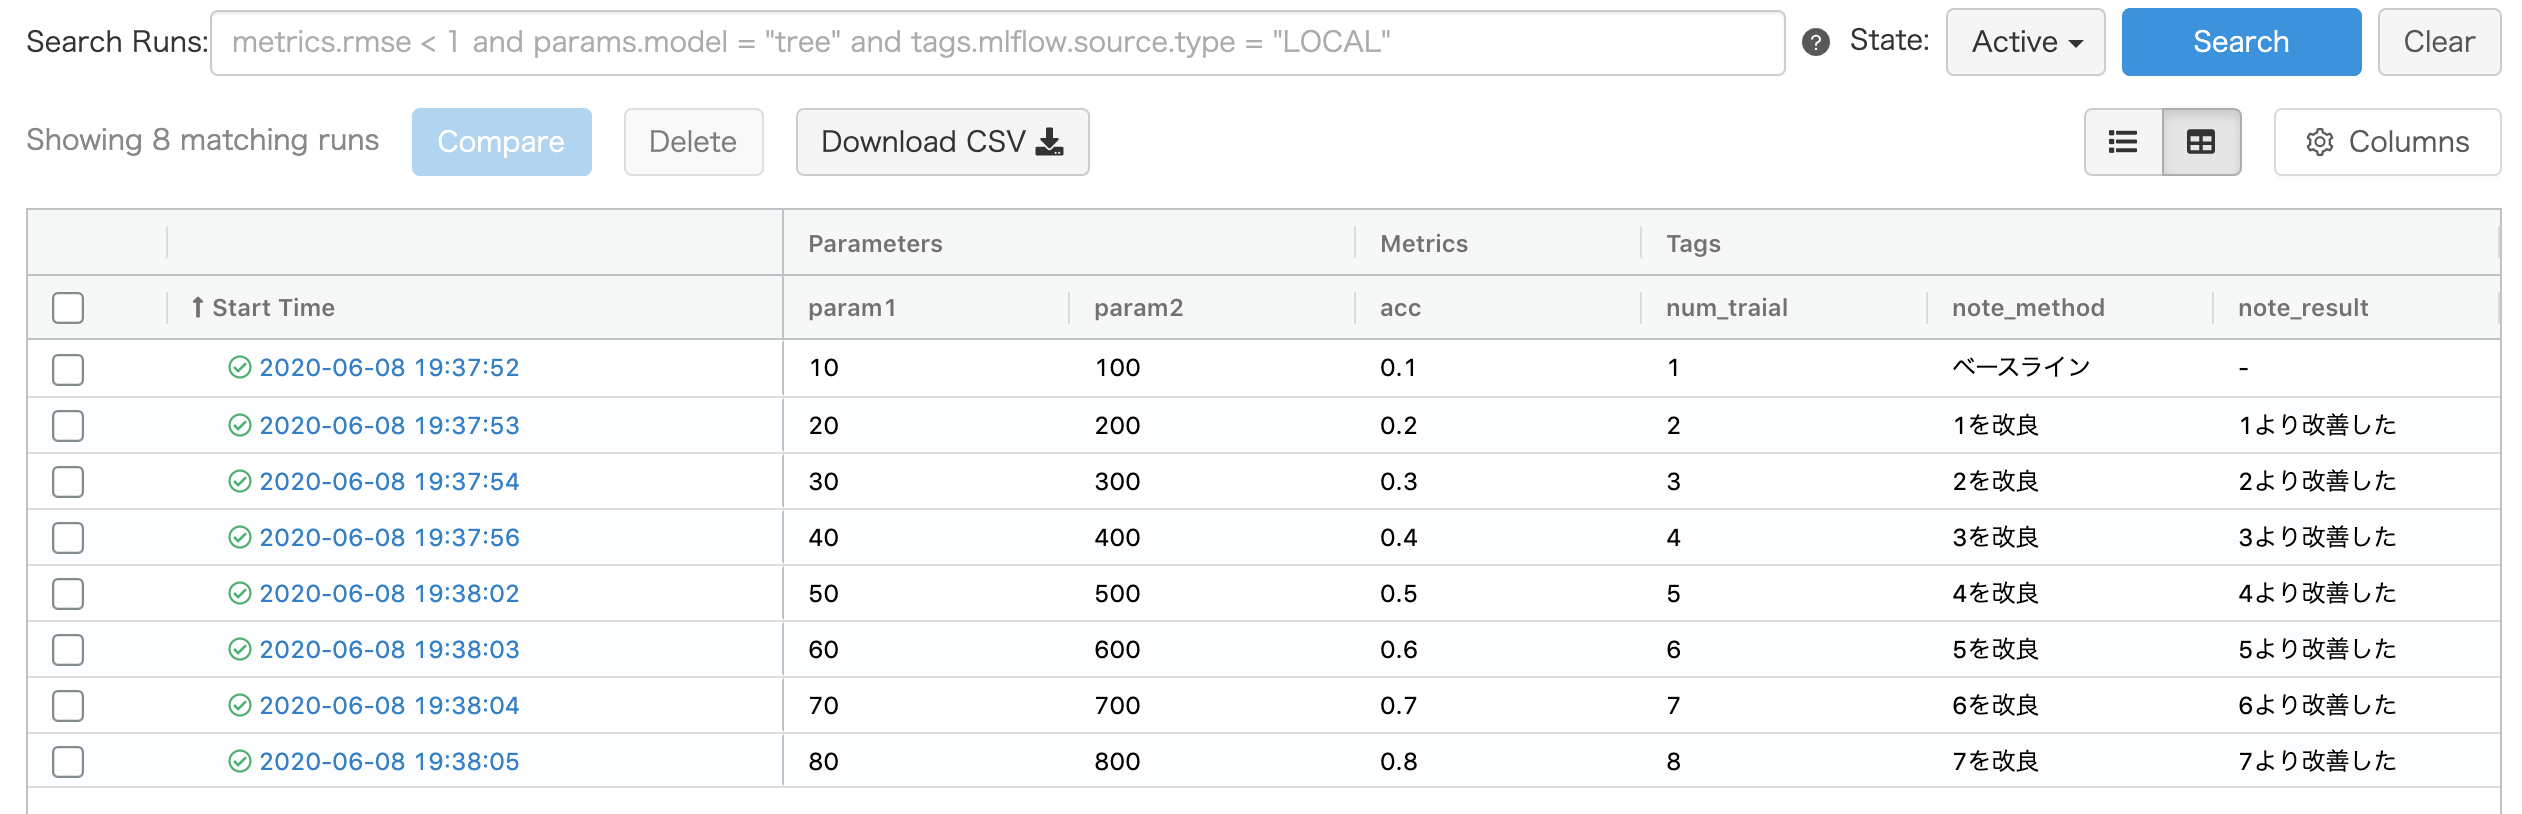 Search Runs: metrics.rmse < 1 and params.model = "tree" and tags.mlflow.source.type = "LOCAL" ? State: Active Search Clear
Showing 8 matching runs Compare Delete Download CSV Columns
Parameters Metrics Tags
↑ Start Time param1 param2 acc num_traial note_method note_result
2020-06-08 19:37:52 10 100 0.1 1 ベースライン -
2020-06-08 19:37:53 20 200 0.2 2 1を改良 1より改善した
2020-06-08 19:37:54 30 300 0.3 3 2を改良 2より改善した
2020-06-08 19:37:56 40 400 0.4 4 3を改良 3より改善した
2020-06-08 19:38:02 50 500 0.5 5 4を改良 4より改善した
2020-06-08 19:38:03 60 600 0.6 6 5を改良 5より改善した
2020-06-08 19:38:04 70 700 0.7 7 6を改良 6より改善した
2020-06-08 19:38:05 80 800 0.8 8 7を改良 7より改善した